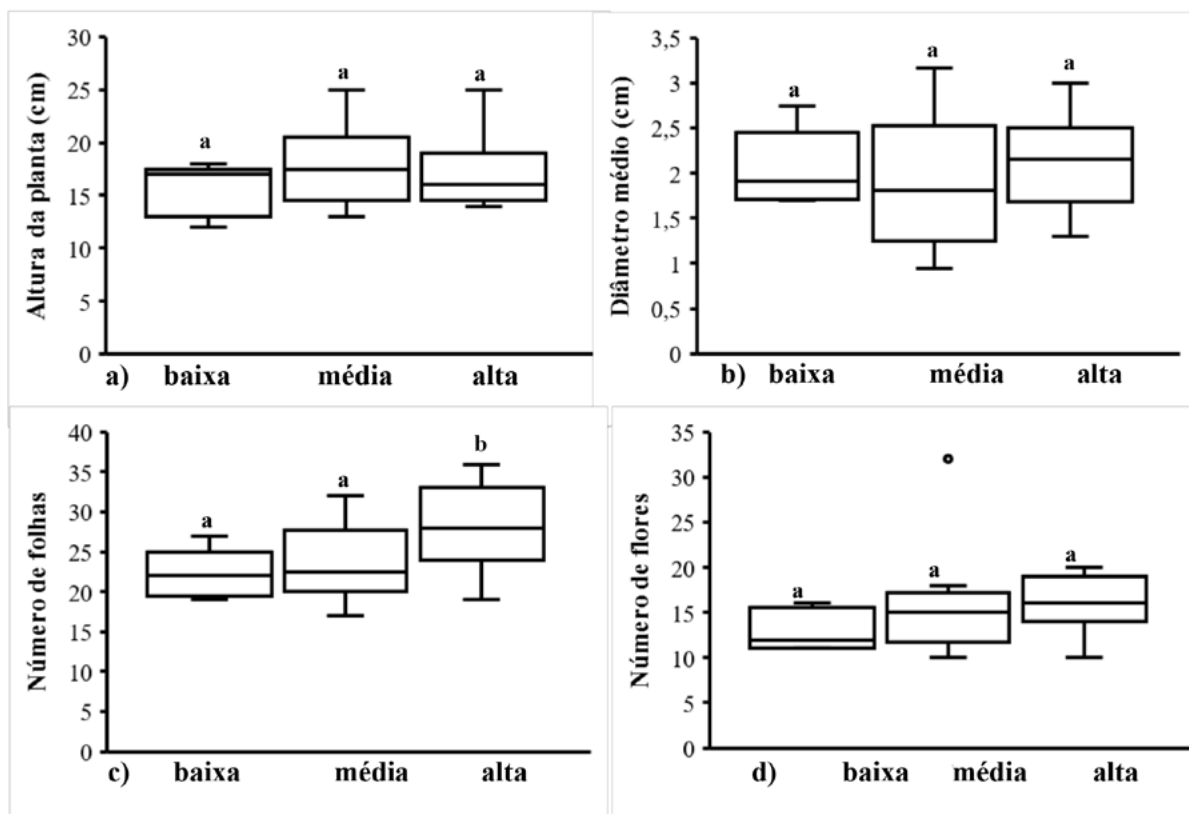 Altura da planta (cm)
30
25
20
15
10
5
0
a
a
a
a) baixa média alta
Diâmetro médio (cm)
3,5
3
2,5
2
1,5
1
0,5
0
a
a
a
b) baixa média alta
Número de folhas
40
35
30
25
20
15
10
5
0
a
a
b
c) baixa média alta
Número de flores
35
30
25
20
15
10
5
0
a
a
a
d) baixa média alta